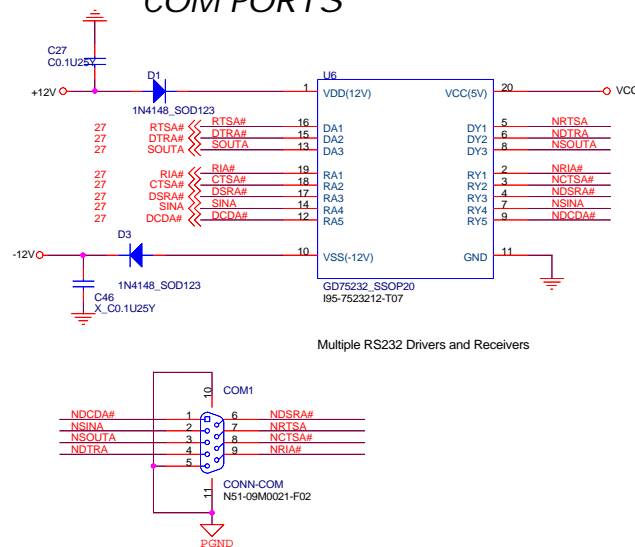 COM PORTS
C27
C0.1U25Y
+12V
D1
1N4148_SOD123
U6
1 VDD(12V) VCC(5V) 20 VCC
27 RTSA# RTSA# 16 DA1 DY1 5 NRTSA
27 DTRA# DTRA# 15 DA2 DY2 6 NDTRA
27 SOUTA SOUTA 13 DA3 DY3 8 NSOUTA
27 RIA# RIA# 19 RA1 RY1 2 NRIA#
27 CTSA# CTSA# 18 RA2 RY2 3 NCTSA#
27 DSRA# DSRA# 17 RA3 RY3 4 NDSRA#
27 SINA SINA 14 RA4 RY4 7 NSINA
27 DCDA# DCDA# 12 RA5 RY5 9 NDCDA#
-12V
D3
10 VSS(-12V) GND 11
1N4148_SOD123
GD75232_SSOP20
I95-7523212-T07
C46
X_C0.1U25Y
Multiple RS232 Drivers and Receivers
10
COM1
NDCDA# 1 6 NDSRA#
NSINA 2 7 NRTSA
NSOUTA 3 8 NCTSA#
NDTRA 4 9 NRIA#
5
11
CONN-COM
N51-09M0021-F02
PGND